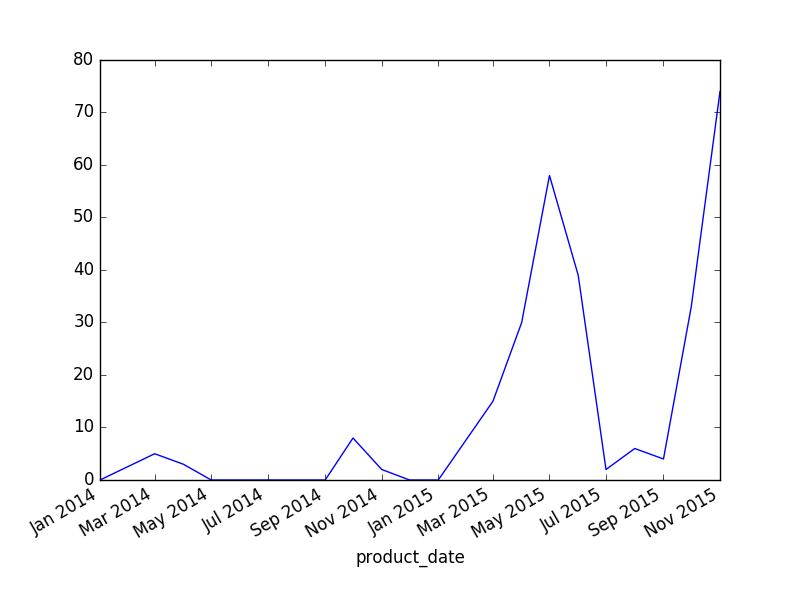 80
70
60
50
40
30
20
10
0
Jan 2014
Mar 2014
May 2014
Jul 2014
Sep 2014
Nov 2014
Jan 2015
Mar 2015
May 2015
Jul 2015
Sep 2015
Nov 2015
product_date